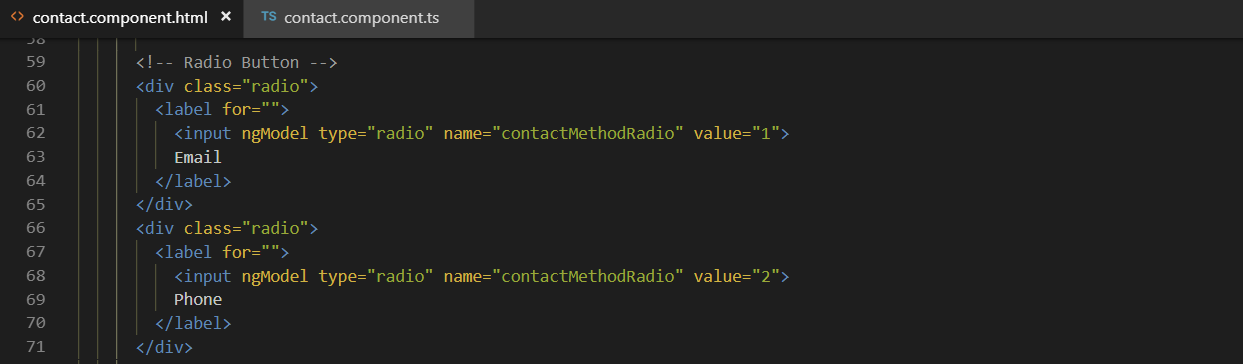 <> contact.component.html × TS contact.component.ts
58
59 <!-- Radio Button -->
60 <div class="radio">
61 <label for="">
62 <input ngModel type="radio" name="contactMethodRadio" value="1">
63 Email
64 </label>
65 </div>
66 <div class="radio">
67 <label for="">
68 <input ngModel type="radio" name="contactMethodRadio" value="2">
69 Phone
70 </label>
71 </div>